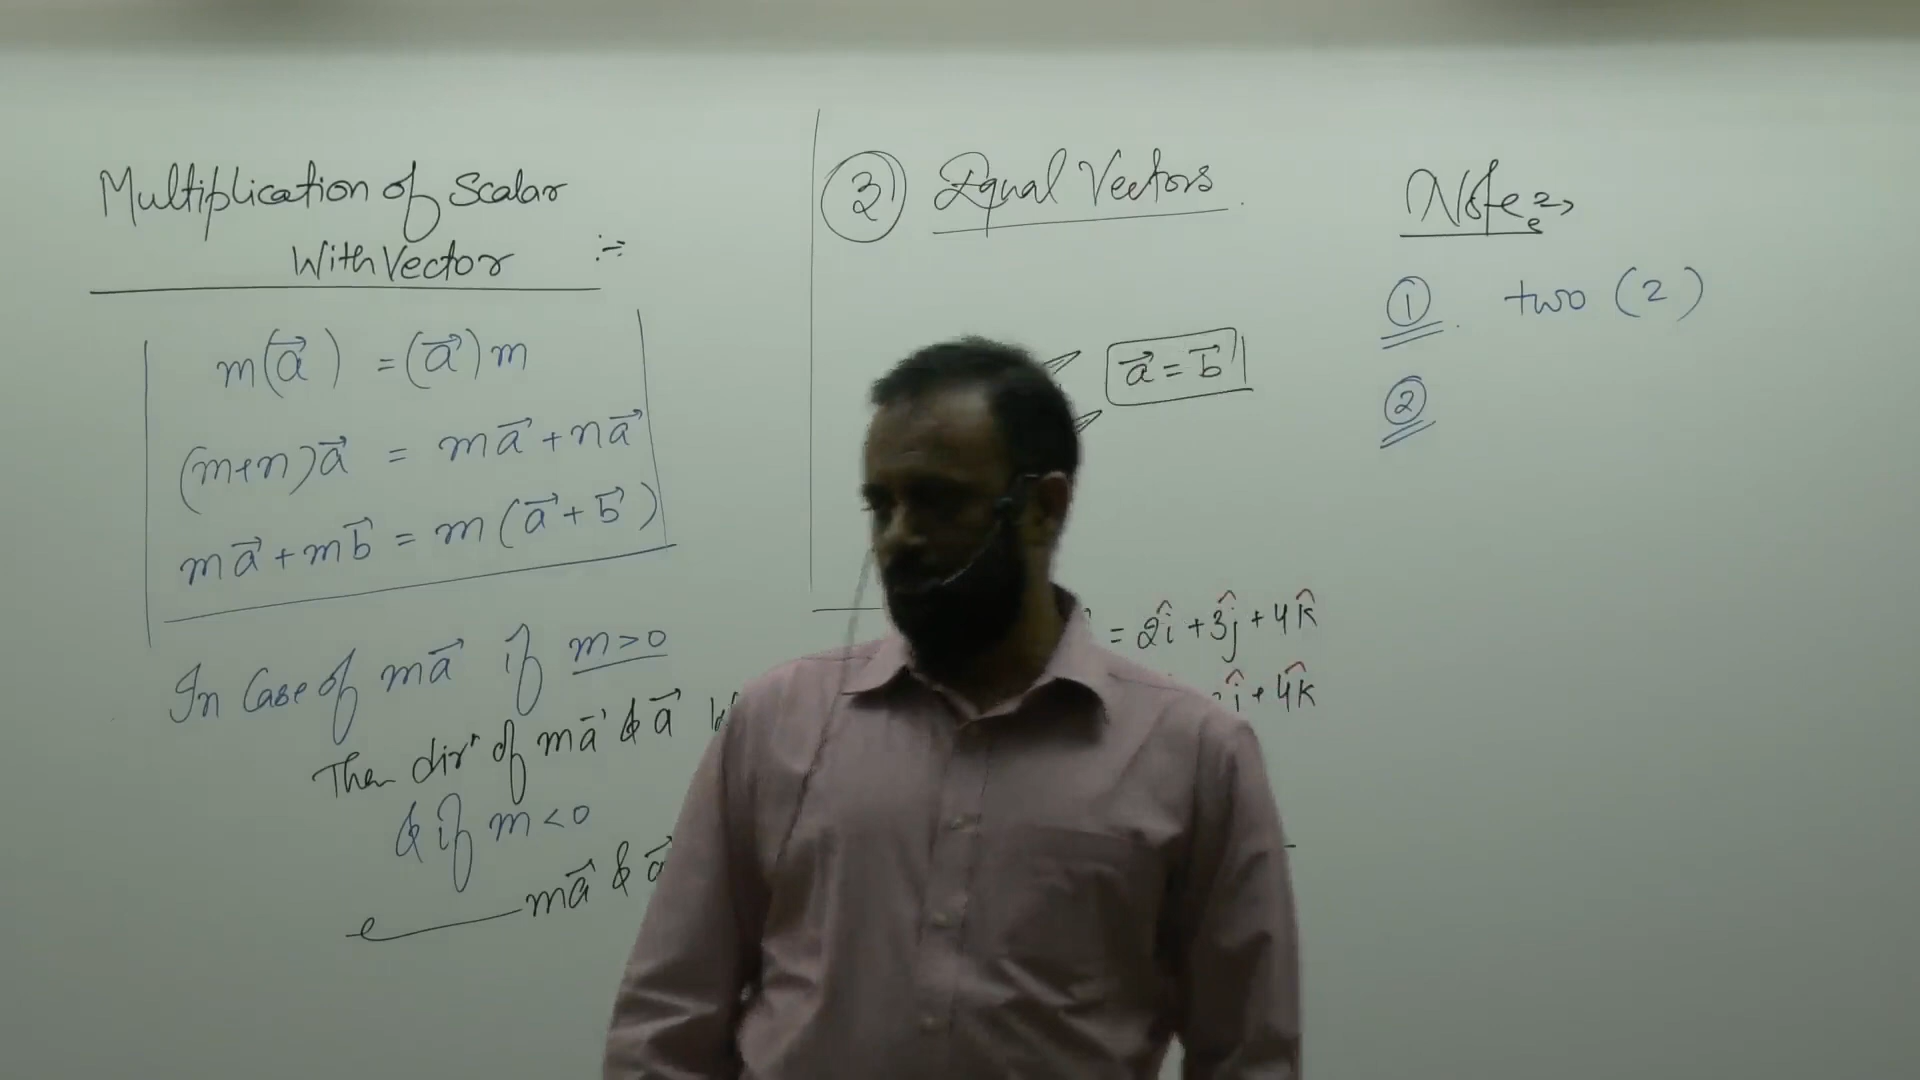 Multiplication of Scalar
With Vector :-
m(a⃗) = (a⃗)m
(m+n)a⃗ = ma⃗ + na⃗
ma⃗ + mb⃗ = m(a⃗ + b⃗)
In Case of ma⃗ if m>0
Then dirⁿ of ma⃗ & a⃗
& if m<0
ma⃗ & a⃗
③ Equal Vectors
a⃗ = b⃗
= 2î + 3ĵ + 4k̂
+ 4k̂
Note
① two (2)
②